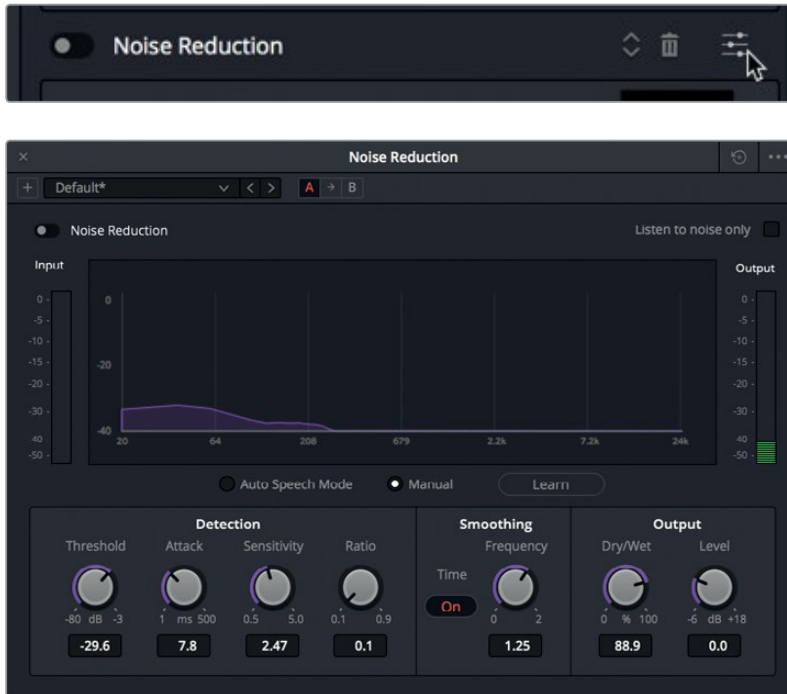 Noise Reduction
Noise Reduction
Default*
A B
Noise Reduction
Listen to noise only
Input
Output
0 0 0
-5 -5
-10 -10
-15 -20 -15
-20 -20
-30 -30
40 -40 40
-50 -50
20 64 208 679 2.2k 7.2k 24k
Auto Speech Mode Manual Learn
Detection Smoothing Output
Threshold Attack Sensitivity Ratio Frequency Dry/Wet Level
Time
On
-80 dB -3 1 ms 500 0.5 5.0 0.1 0.9 0 2 0 % 100 -6 dB +18
-29.6 7.8 2.47 0.1 1.25 88.9 0.0